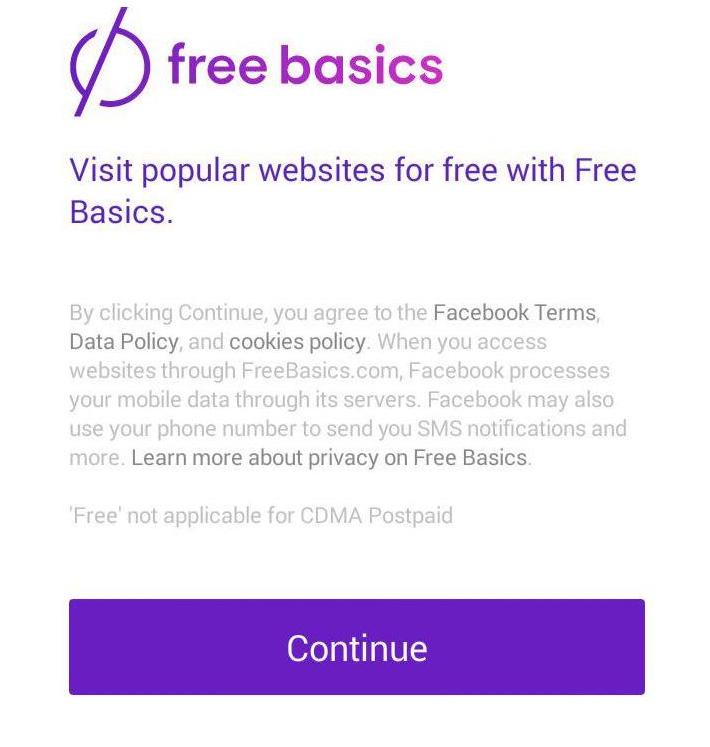 free basics
Visit popular websites for free with Free
Basics.
By clicking Continue, you agree to the Facebook Terms,
Data Policy, and cookies policy. When you access
websites through FreeBasics.com, Facebook processes
your mobile data through its servers. Facebook may also
use your phone number to send you SMS notifications and
more. Learn more about privacy on Free Basics.
'Free' not applicable for CDMA Postpaid
Continue